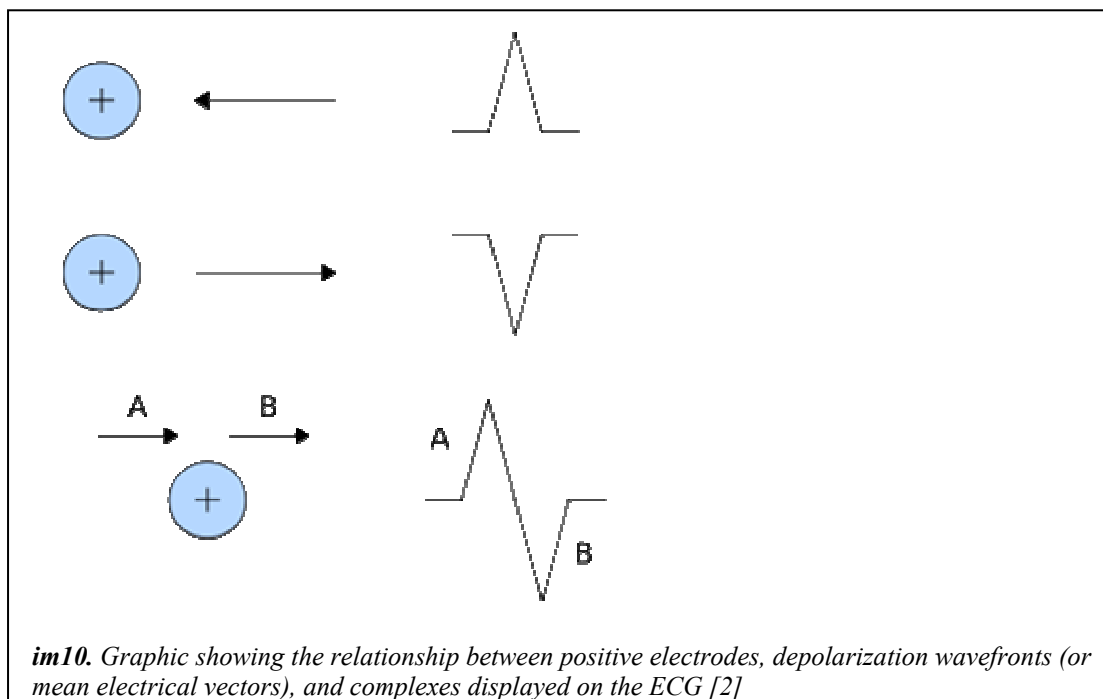 +
+
A B
+
A
B
im10. Graphic showing the relationship between positive electrodes, depolarization wavefronts (or
mean electrical vectors), and complexes displayed on the ECG [2]